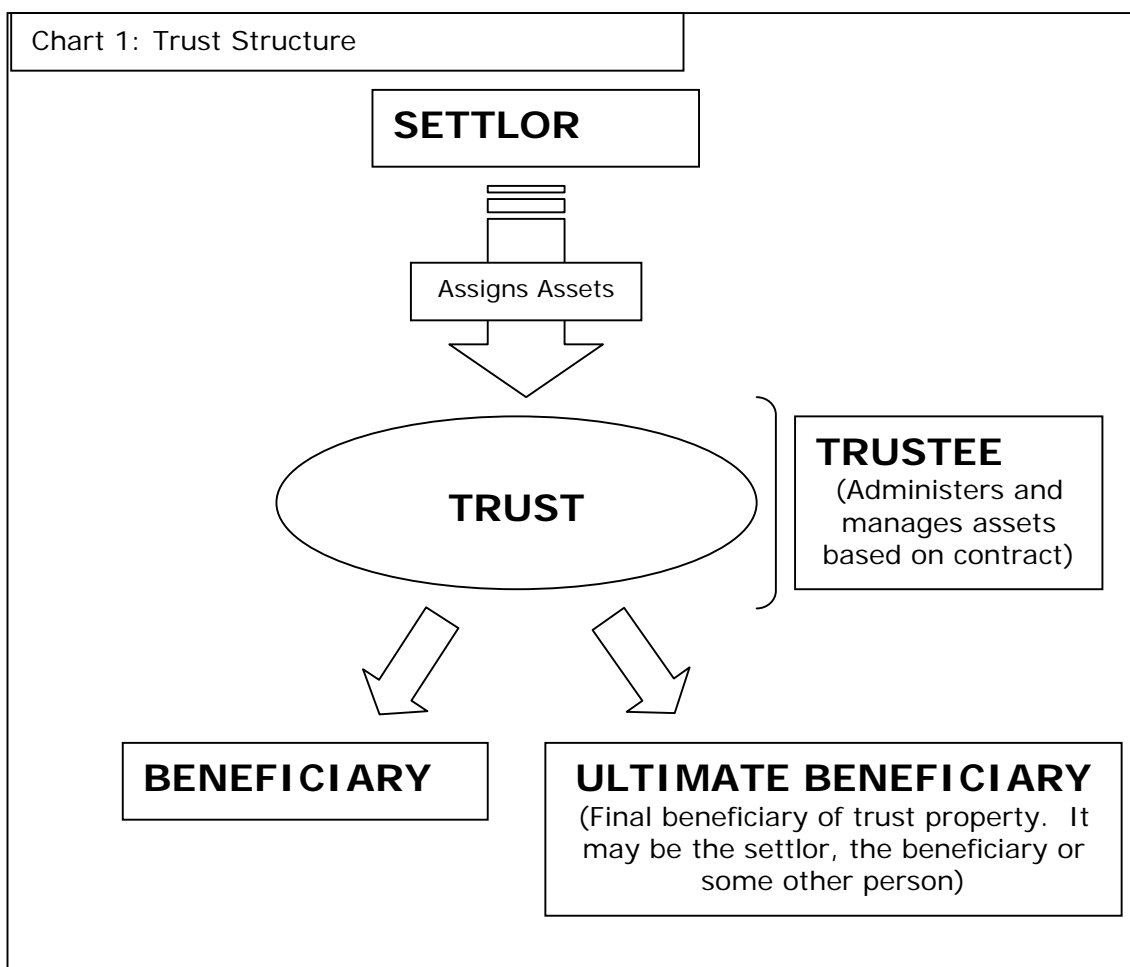 Chart 1: Trust Structure
SETTLOR
Assigns Assets
TRUST
TRUSTEE
(Administers and
manages assets
based on contract)
BENEFICIARY
ULTIMATE BENEFICIARY
(Final beneficiary of trust property. It
may be the settlor, the beneficiary or
some other person)